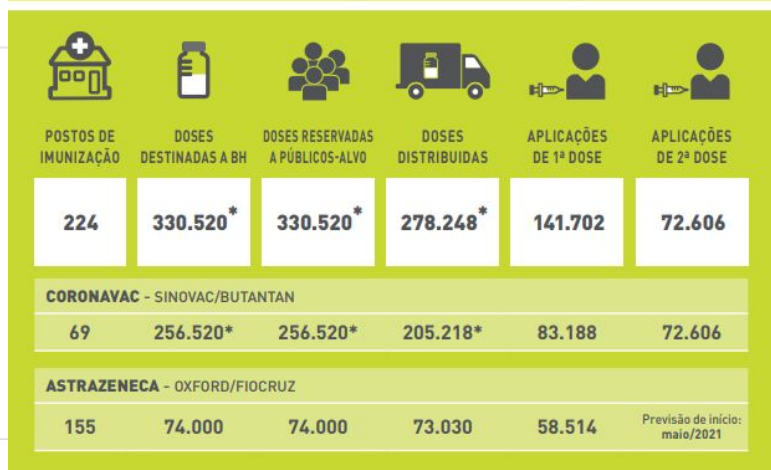 POSTOS DE IMUNIZAÇÃO
DOSES DESTINADAS A BH
DOSES RESERVADAS A PÚBLICOS-ALVO
DOSES DISTRIBUIDAS
APLICAÇÕES DE 1ª DOSE
APLICAÇÕES DE 2ª DOSE
224 330.520* 330.520* 278.248* 141.702 72.606
CORONAVAC - SINOVAC/BUTANTAN
69 256.520* 256.520* 205.218* 83.188 72.606
ASTRAZENECA - OXFORD/FIOCRUZ
155 74.000 74.000 73.030 58.514 Previsão de início: maio/2021